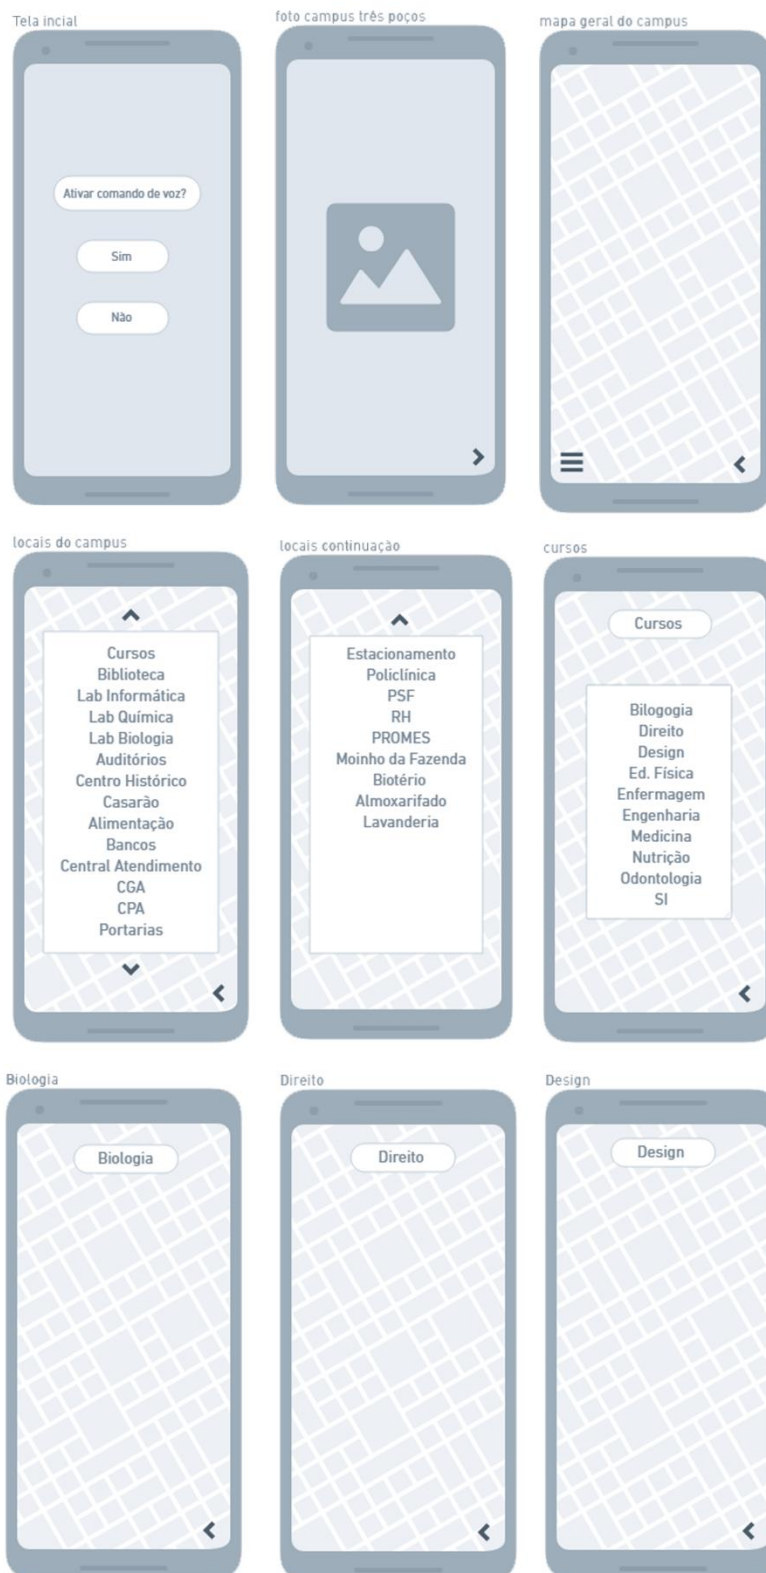 Tela incial
foto campus três poços
mapa geral do campus
Ativar comando de voz?
Sim
Não
locais do campus
locais continuação
cursos
Cursos
Biblioteca
Lab Informática
Lab Química
Lab Biologia
Auditórios
Centro Histórico
Casarão
Alimentação
Bancos
Central Atendimento
CGA
CPA
Portarias
Estacionamento
Policlínica
PSF
RH
PROMES
Moinho da Fazenda
Biotério
Almoxarifado
Lavanderia
Cursos
Bilogogia
Direito
Design
Ed. Física
Enfermagem
Engenharia
Medicina
Nutrição
Odontologia
SI
Biologia
Direito
Design
Biologia
Direito
Design